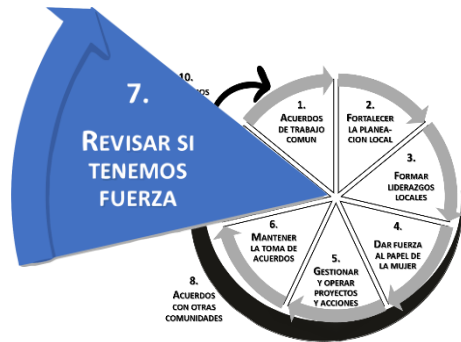 7.
REVISAR SI
TENEMOS
FUERZA
10.
1.
ACUERDOS
DE TRABAJO
COMUN
2.
FORTALECER
LA PLANEA-
CION LOCAL
3.
FORMAR
LIDERAZGOS
LOCALES
4.
DAR FUERZA
AL PAPEL DE
LA MUJER
5.
GESTIONAR
Y OPERAR
PROYECTOS
Y ACCIONES
6.
MANTENER
LA TOMA DE
ACUERDOS
8.
ACUERDOS
CON OTRAS
COMUNIDADES